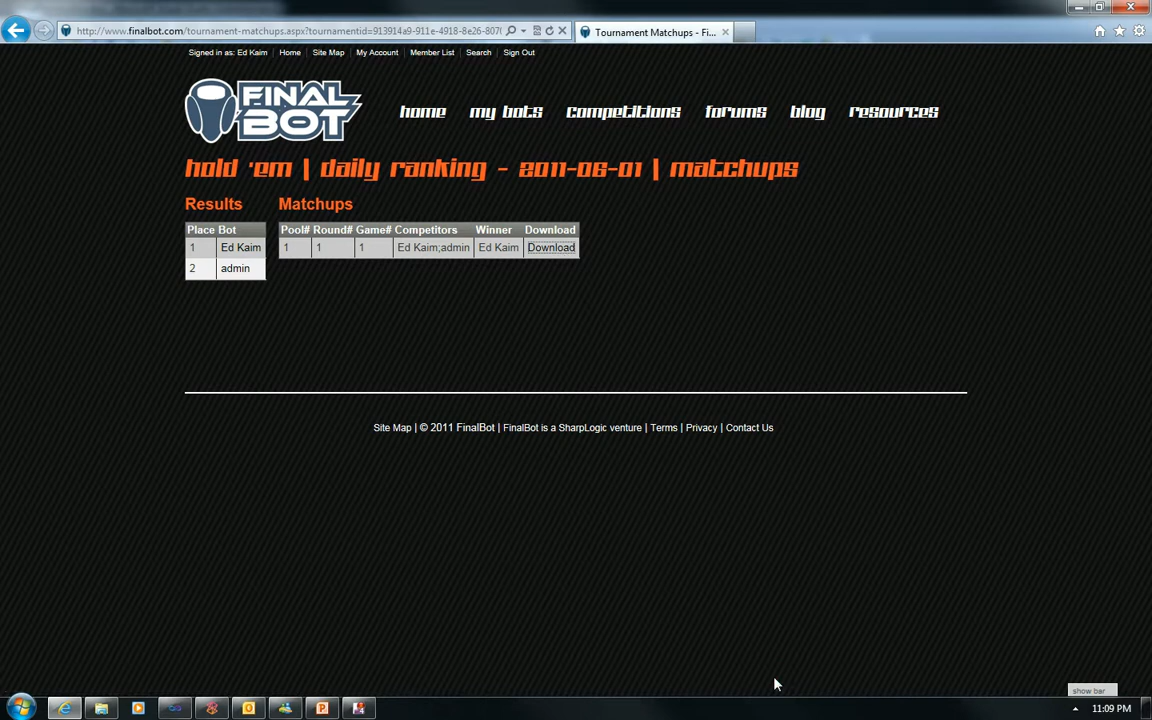 http://www.finalbot.com/tournament-matchups.aspx?tournamentid=913914a9-911e-4918-8e26-8070
Tournament Matchups - Fi...
Signed in as: Ed Kaim | Home | Site Map | My Account | Member List | Search | Sign Out
FINAL BOT
home my bots competitions forums blog resources
hold 'em | daily ranking - 2011-06-01 | matchups
Results Matchups
Place Bot Pool# Round# Game# Competitors Winner Download
1 Ed Kaim 1 1 1 Ed Kaim;admin Ed Kaim Download
2 admin
Site Map | © 2011 FinalBot | FinalBot is a SharpLogic venture | Terms | Privacy | Contact Us
show bar
11:09 PM